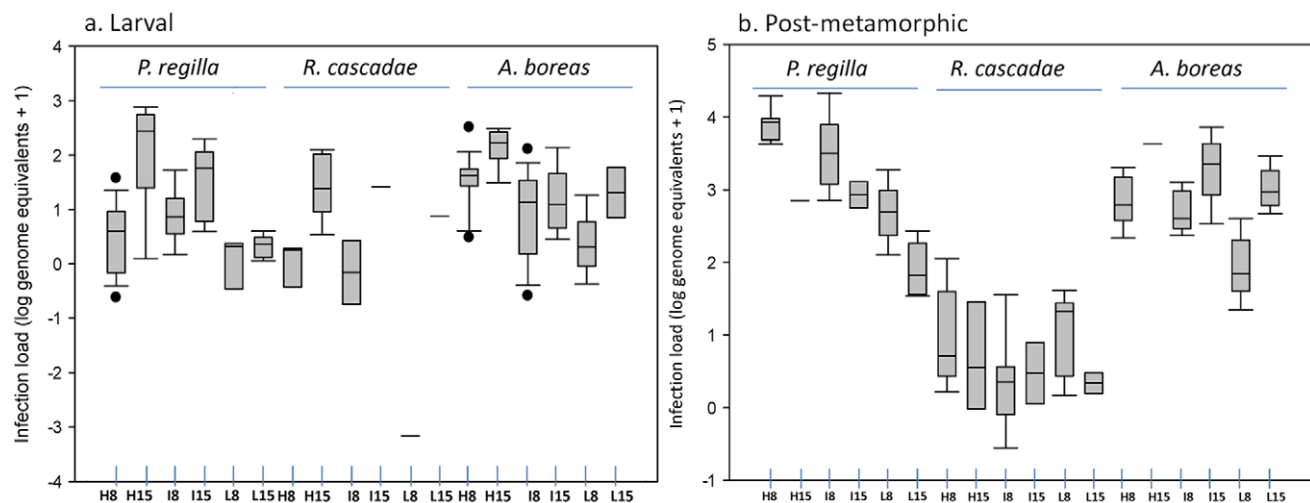 a. Larval
P. regilla R. cascadae A. boreas
Infection load (log genome equivalents + 1)
4
3
2
1
0
-1
-2
-3
-4
H8 H15 I8 I15 L8 L15 H8 H15 I8 I15 L8 L15 H8 H15 I8 I15 L8 L15
b. Post-metamorphic
P. regilla R. cascadae A. boreas
Infection load (log genome equivalents + 1)
5
4
3
2
1
0
-1
H8 H15 I8 I15 L8 L15 H8 H15 I8 I15 L8 L15 H8 H15 I8 I15 L8 L15